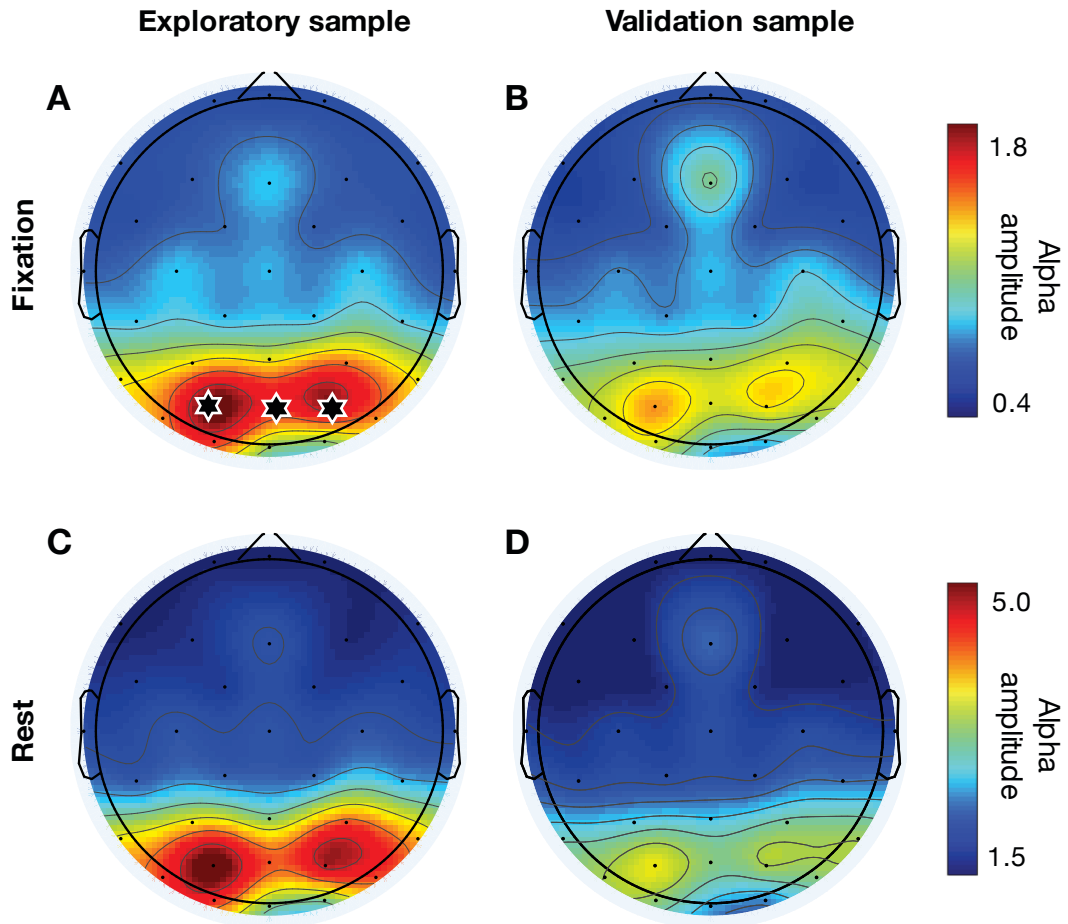 Exploratory sample
Validation sample
A
B
Fixation
1.8
Alpha
amplitude
0.4
C
D
Rest
5.0
Alpha
amplitude
1.5